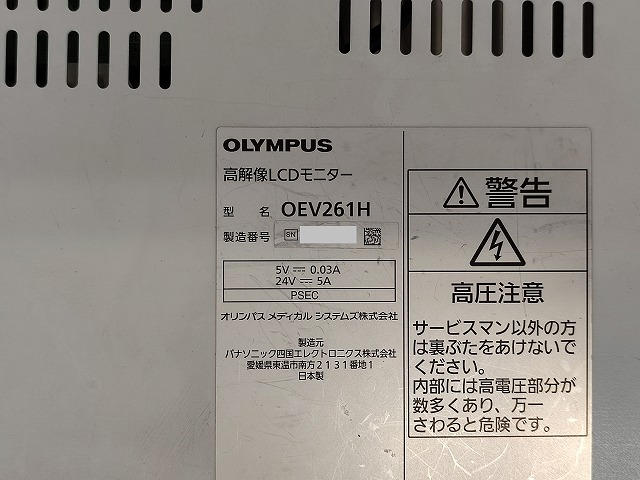 OLYMPUS
高解像LCDモニター
型 名 OEV261H
製造番号 SN
5V⎓0.03A
24V⎓5A
PSEC
オリンパス メディカル システムズ株式会社
製造元
パナソニック四国エレクトロニクス株式会社
愛媛県東温市南方2131番地1
日本製
警告
高圧注意
サービスマン以外の方
は裏ぶたをあけないで
ください。
内部には高電圧部分が
数多くあり、万一
さわると危険です。